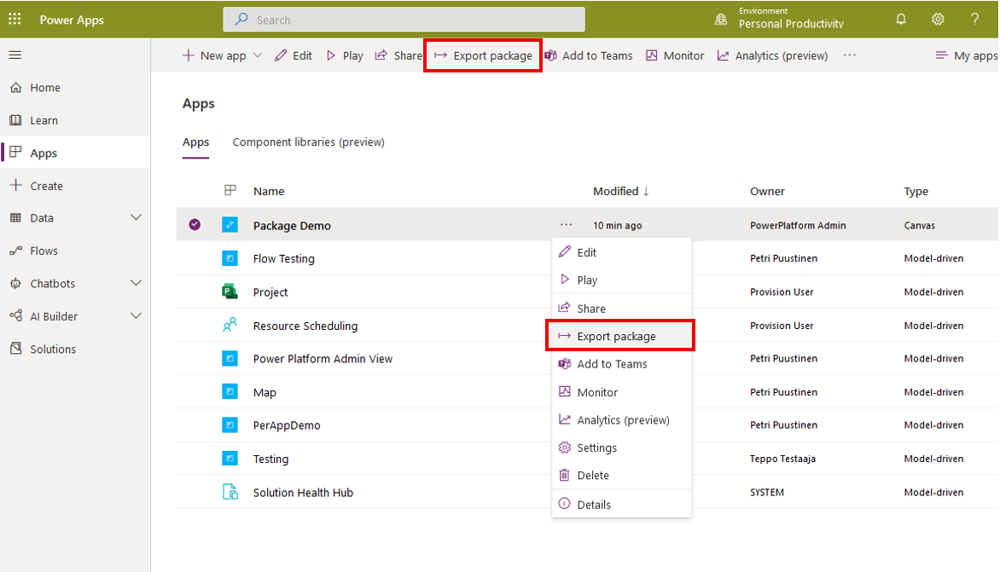 Power Apps
Search
Environment
Personal Productivity
?
New app
Edit
Play
Share
Export package
Add to Teams
Monitor
Analytics (preview)
···
My apps
Home
Learn
Apps
Create
Data
Flows
Chatbots
AI Builder
Solutions
Apps
Apps
Component libraries (preview)
Name Modified ↓ Owner Type
Package Demo ··· 10 min ago PowerPlatform Admin Canvas
Flow Testing Petri Puustinen Model-driven
Project Provision User Model-driven
Resource Scheduling Provision User Model-driven
Power Platform Admin View Petri Puustinen Model-driven
Map Petri Puustinen Model-driven
PerAppDemo Petri Puustinen Model-driven
Testing Teppo Testaaja Model-driven
Solution Health Hub SYSTEM Model-driven
Edit
Play
Share
Export package
Add to Teams
Monitor
Analytics (preview)
Settings
Delete
Details